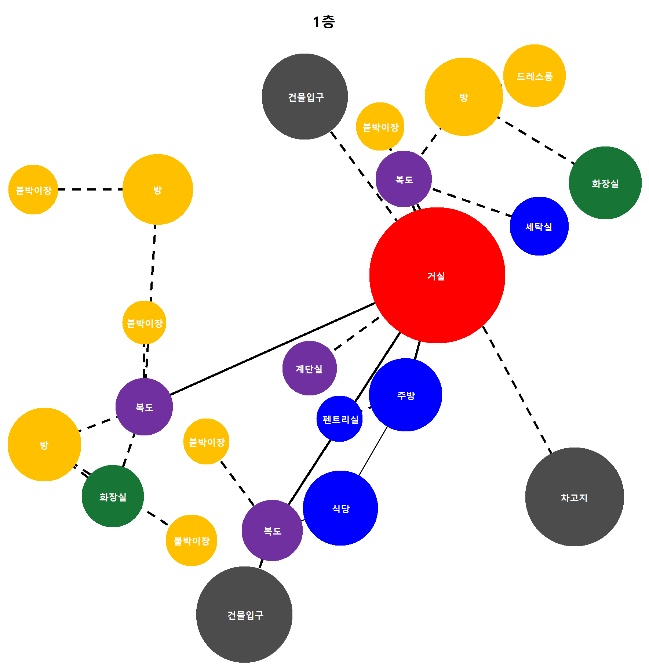 1층
드레스룸
건물입구
방
붙박이장
복도
화장실
붙박이장
방
세탁실
거실
붙박이장
계단실
주방
복도
펜트리실
방
붙박이장
화장실
차고지
식당
복도
붙박이장
건물입구